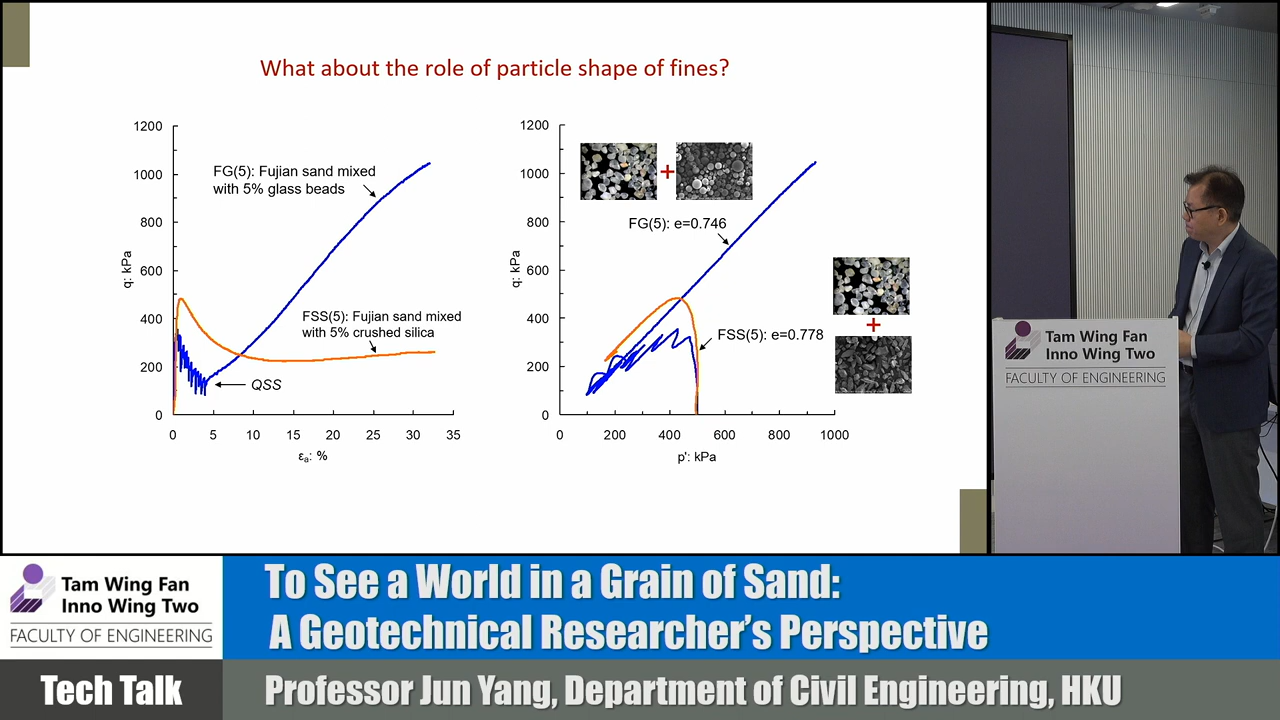 What about the role of particle shape of fines?
1200
1000
800
600
400
200
0
q: kPa
0 5 10 15 20 25 30 35
εa: %
FG(5): Fujian sand mixed
with 5% glass beads
FSS(5): Fujian sand mixed
with 5% crushed silica
QSS
1200
1000
800
600
400
200
0
q: kPa
0 200 400 600 800 1000
p': kPa
+
FG(5): e=0.746
FSS(5): e=0.778
+
Tam Wing Fan
Inno Wing Two
FACULTY OF ENGINEERING
Tam Wing Fan
Inno Wing Two
FACULTY OF ENGINEERING
To See a World in a Grain of Sand:
A Geotechnical Researcher's Perspective
Tech Talk
Professor Jun Yang, Department of Civil Engineering, HKU